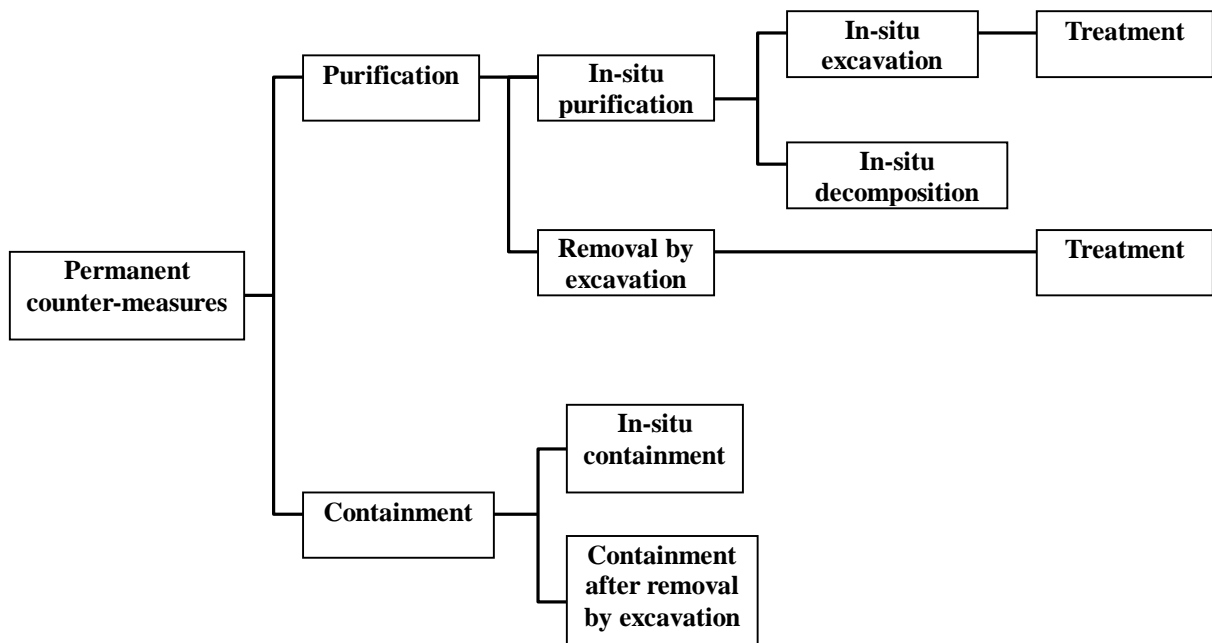 In-situ
excavation
Treatment
Purification
In-situ
purification
In-situ
decomposition
Removal by
excavation
Treatment
Permanent
counter-measures
In-situ
containment
Containment
Containment
after removal
by excavation